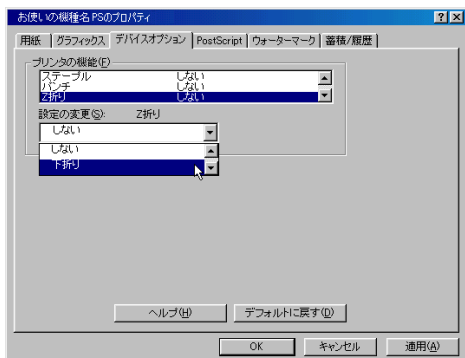 お使いの機種名 PSのプロパティ
用紙 グラフィックス デバイスオプション PostScript ウォーターマーク 蓄積/履歴
プリンタの機能(F)
ステープル しない
パンチ しない
Z折り しない
設定の変更(S): Z折り
しない
しない
下折り
ヘルプ(H) デフォルトに戻す(D)
OK キャンセル 適用(A)